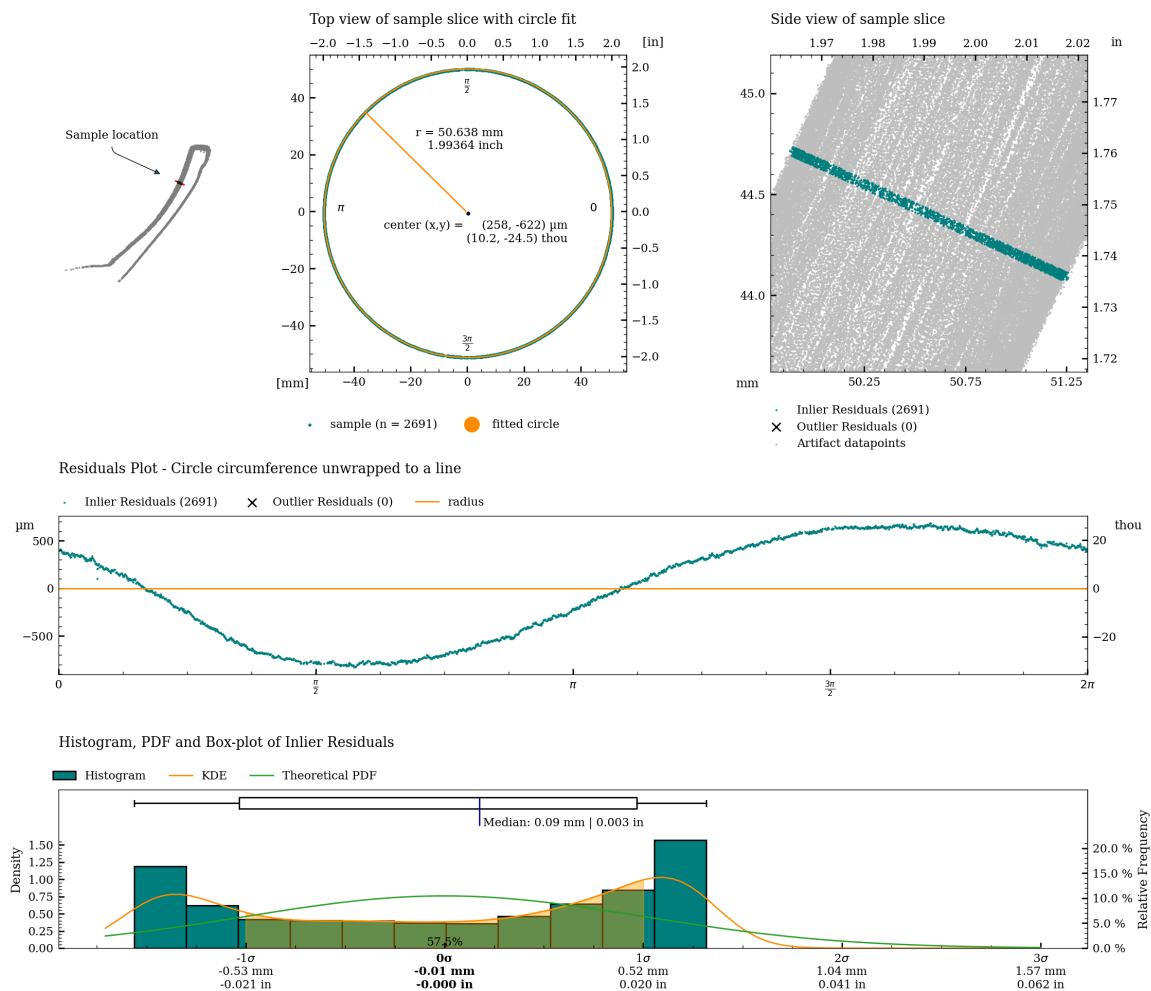 Top view of sample slice with circle fit
−2.0 −1.5 −1.0 −0.5 0.0 0.5 1.0 1.5 2.0 [in]
Side view of sample slice
1.97 1.98 1.99 2.00 2.01 2.02 in
Sample location
40
20
0
−20
−40
2.0
1.5
1.0
0.5
0.0
−0.5
−1.0
−1.5
−2.0
π/2
r = 50.638 mm
1.99364 inch
π
0
center (x,y) = (258, -622) µm
(10.2, -24.5) thou
3π/2
[mm] −40 −20 0 20 40
sample (n = 2691) fitted circle
45.0
44.5
44.0
1.77
1.76
1.75
1.74
1.73
1.72
mm 50.25 50.75 51.25
Inlier Residuals (2691)
Outlier Residuals (0)
Artifact datapoints
Residuals Plot - Circle circumference unwrapped to a line
Inlier Residuals (2691) Outlier Residuals (0) radius
µm thou
500 20
0 0
−500 −20
0 π/2 π 3π/2 2π
Histogram, PDF and Box-plot of Inlier Residuals
Histogram KDE Theoretical PDF
Median: 0.09 mm | 0.003 in
Density
1.50
1.25
1.00
0.75
0.50
0.25
0.00
Relative Frequency
20.0 %
15.0 %
10.0 %
5.0 %
0.0 %
57.5%
-1σ 0σ 1σ 2σ 3σ
-0.53 mm -0.01 mm 0.52 mm 1.04 mm 1.57 mm
-0.021 in -0.000 in 0.020 in 0.041 in 0.062 in